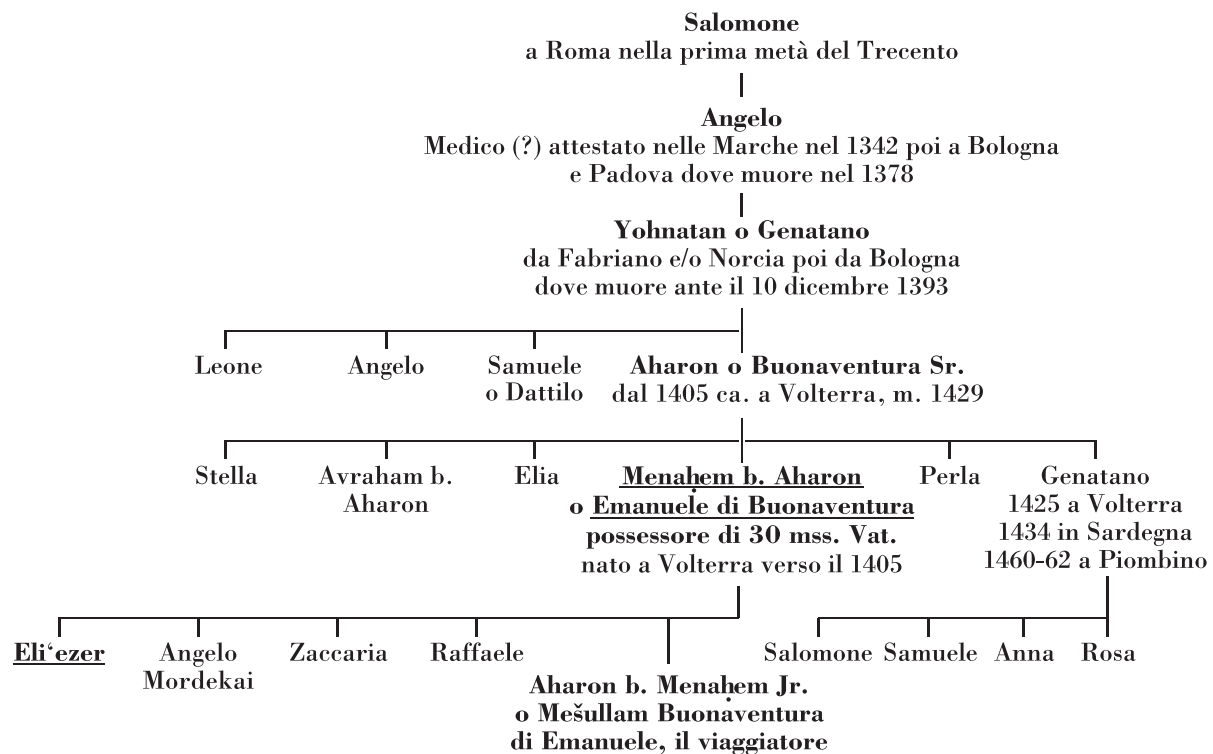 Salomone
a Roma nella prima metà del Trecento
Angelo
Medico (?) attestato nelle Marche nel 1342 poi a Bologna
e Padova dove muore nel 1378
Yohnatan o Genatano
da Fabriano e/o Norcia poi da Bologna
dove muore ante il 10 dicembre 1393
Leone
Angelo
Samuele
o Dattilo
Aharon o Buonaventura Sr.
dal 1405 ca. a Volterra, m. 1429
Stella
Avraham b.
Aharon
Elia
Menaḥem b. Aharon
o Emanuele di Buonaventura
possessore di 30 mss. Vat.
nato a Volterra verso il 1405
Perla
Genatano
1425 a Volterra
1434 in Sardegna
1460-62 a Piombino
Eli‘ezer
Angelo
Mordekai
Zaccaria
Raffaele
Aharon b. Menaḥem Jr.
o Mešullam Buonaventura
di Emanuele, il viaggiatore
Salomone
Samuele
Anna
Rosa